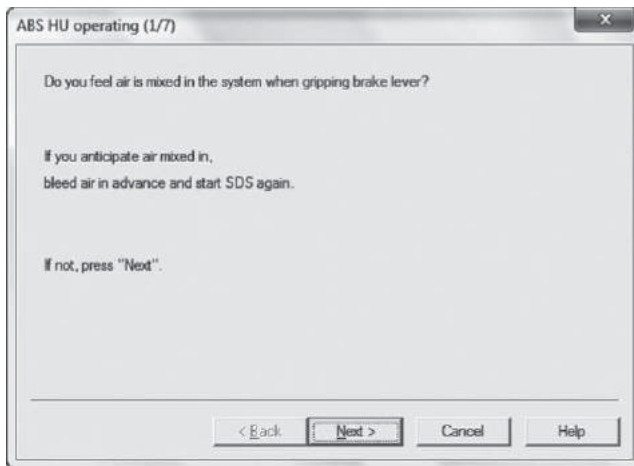 ABS HU operating (1/7)
Do you feel air is mixed in the system when gripping brake lever?
If you anticipate air mixed in,
bleed air in advance and start SDS again.
If not, press "Next".
< Back Next > Cancel Help